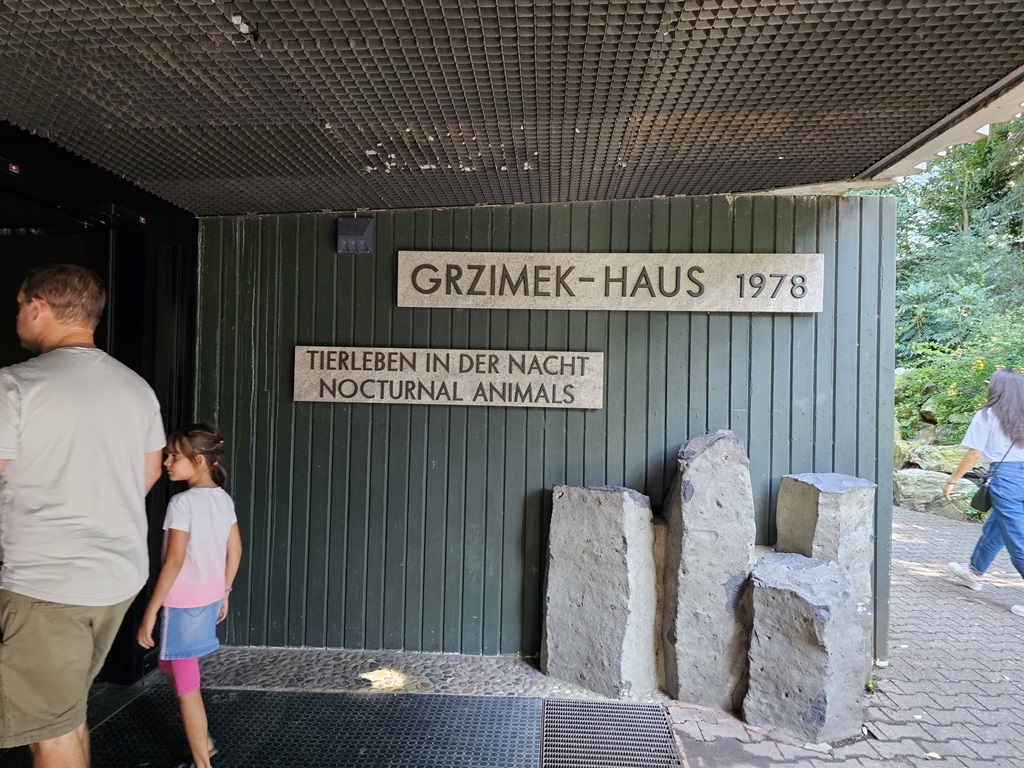 GRZIMEK-HAUS 1978
TIERLEBEN IN DER NACHT
NOCTURNAL ANIMALS